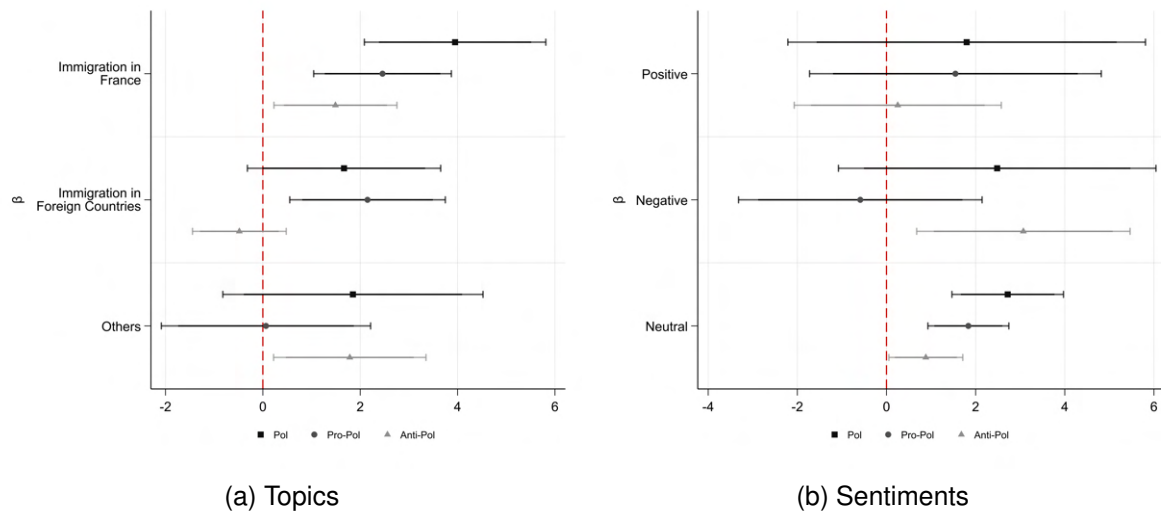 Immigration in
France
Immigration in
Foreign Countries
β
Others
-2 0 2 4 6
Pol Pro-Pol Anti-Pol
(a) Topics
Positive
β
Negative
Neutral
-4 -2 0 2 4 6
Pol Pro-Pol Anti-Pol
(b) Sentiments